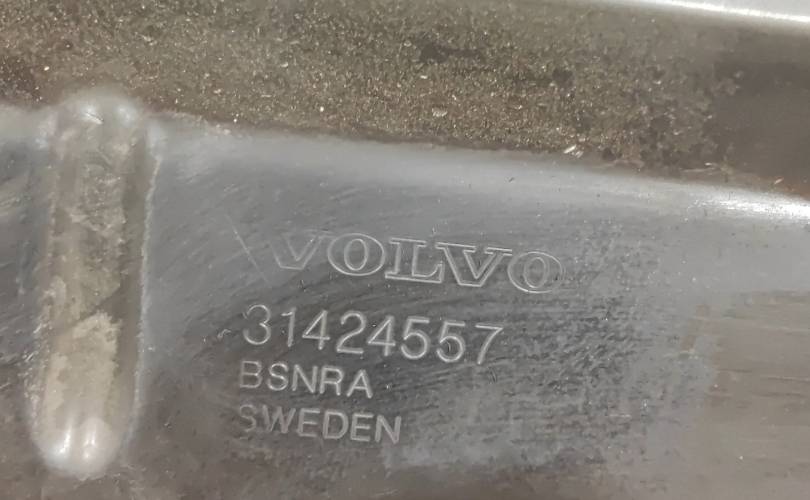 VOLVO
31424557
BSNRA
SWEDEN